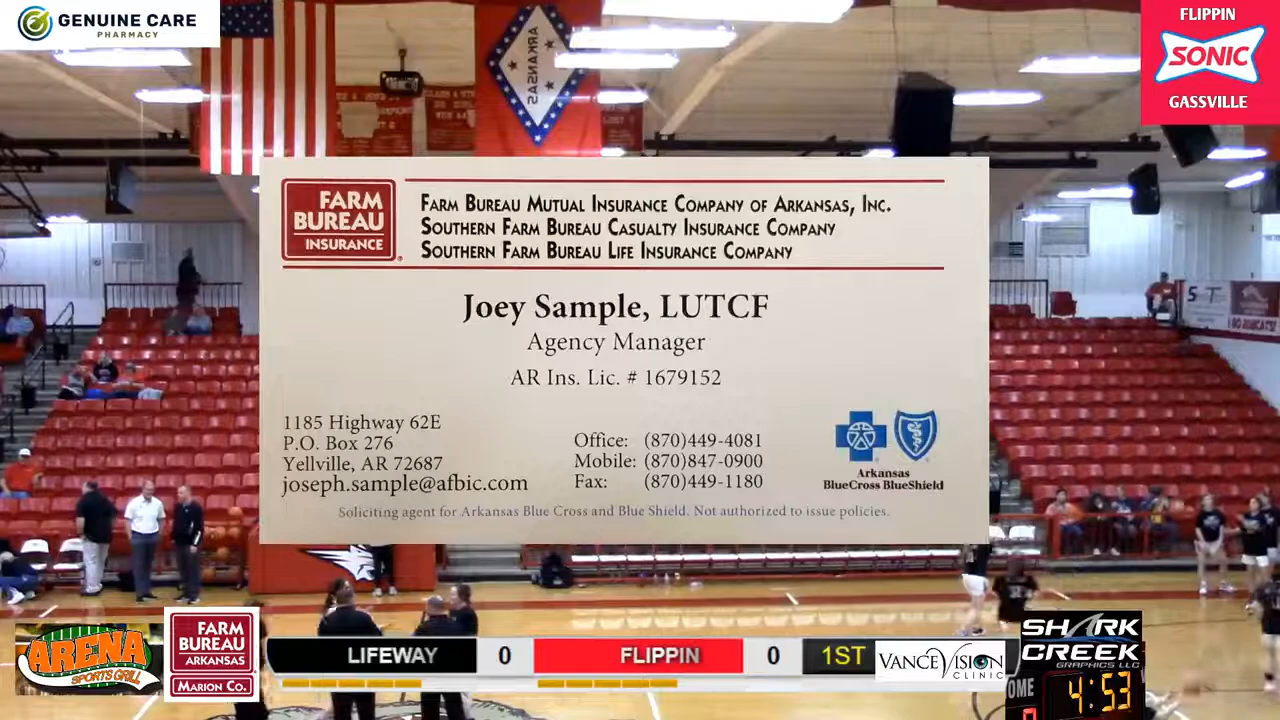 GENUINE CARE
PHARMACY
FLIPPIN
SONIC
GASSVILLE
ARKANSAS
FARM
BUREAU
INSURANCE
FARM BUREAU MUTUAL INSURANCE COMPANY OF ARKANSAS, INC.
SOUTHERN FARM BUREAU CASUALTY INSURANCE COMPANY
SOUTHERN FARM BUREAU LIFE INSURANCE COMPANY
Joey Sample, LUTCF
Agency Manager
AR Ins. Lic. # 1679152
1185 Highway 62E
P.O. Box 276
Yellville, AR 72687
joseph.sample@afbic.com
Office: (870)449-4081
Mobile: (870)847-0900
Fax: (870)449-1180
Arkansas
BlueCross BlueShield
Soliciting agent for Arkansas Blue Cross and Blue Shield. Not authorized to issue policies.
ARENA
SPORTS GRILL
FARM
BUREAU
ARKANSAS
MARION CO.
LIFEWAY 0 FLIPPIN 0 1ST
VANCE VISION
CLINIC
SHARK
CREEK
GRAPHICS LLC
OME
4:53